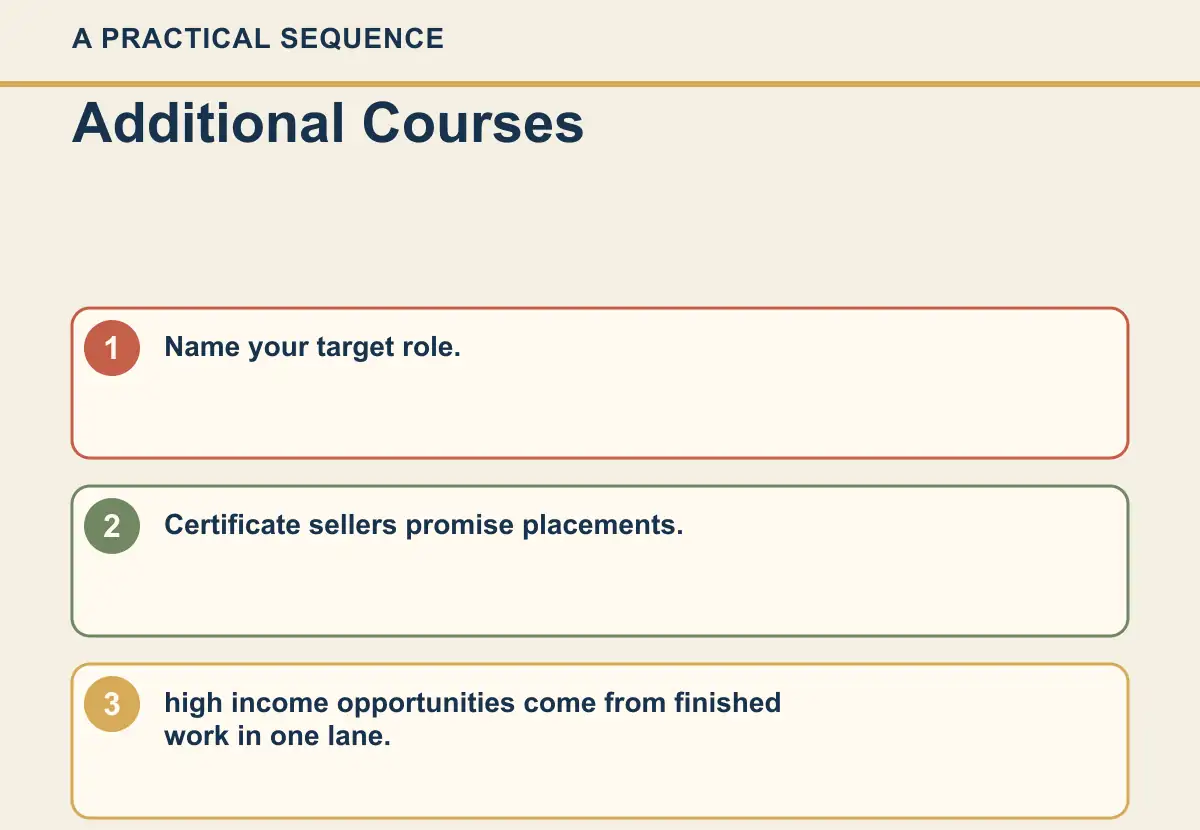 A PRACTICAL SEQUENCE
Additional Courses
1
Name your target role.
2
Certificate sellers promise placements.
3
high income opportunities come from finished
work in one lane.